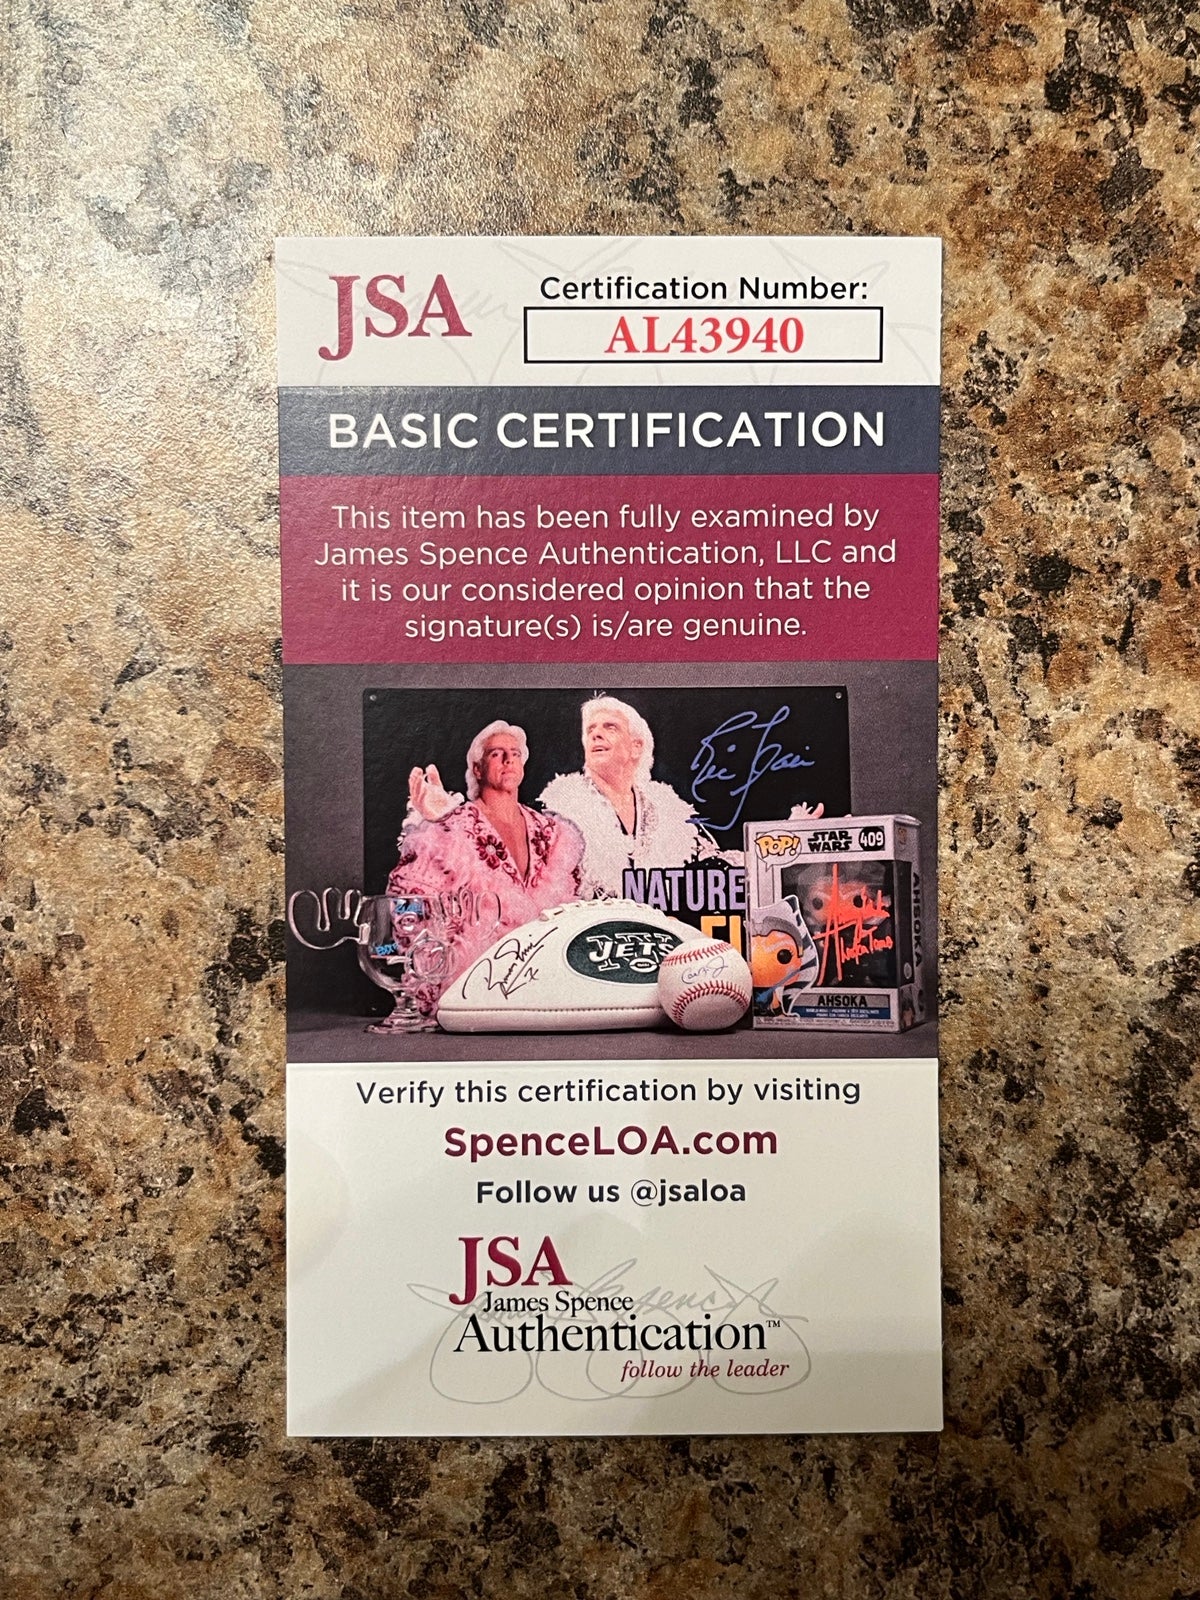 JSA
Certification Number:
AL43940
BASIC CERTIFICATION
This item has been fully examined by
James Spence Authentication, LLC and
it is our considered opinion that the
signature(s) is/are genuine.
NATURE
POP!
STAR
WARS
409
JETS
AHSOKA
AHSOKA
Verify this certification by visiting
SpenceLOA.com
Follow us @jsaloa
JSA
James Spence
Authentication™
follow the leader